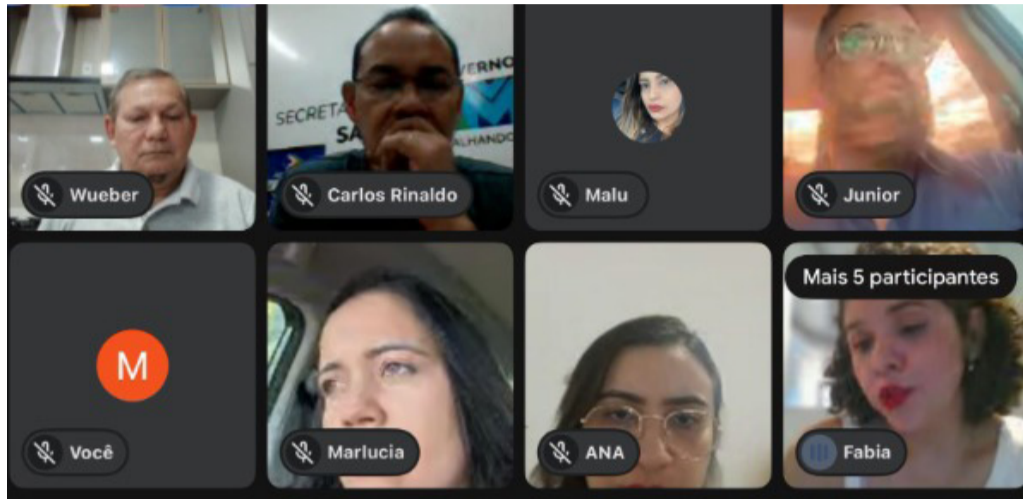 VERNO
SECRETA
SA
ALHANDO
Wueber
Carlos Rinaldo
Malu
Junior
Mais 5 participantes
M
Você
Marlucia
ANA
Fabia